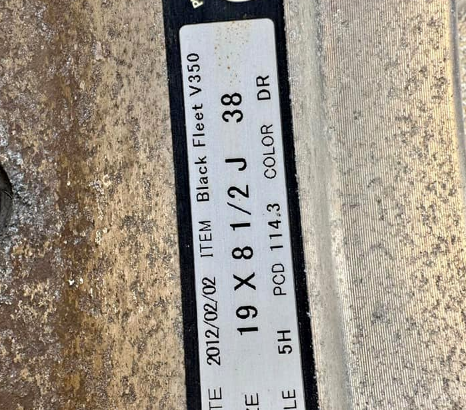 TE 2012/02/02 ITEM Black Fleet V350
ZE 19 X 8 1/2 J 38
LE 5H PCD 114.3 COLOR DR